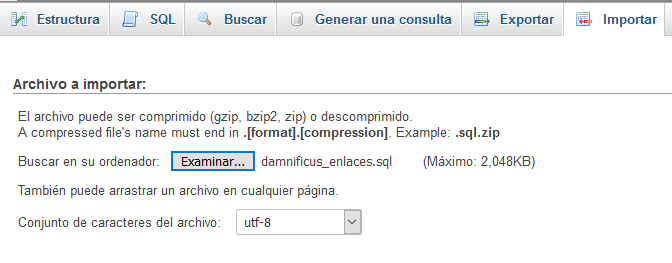 Estructura SQL Buscar Generar una consulta Exportar Importar
Archivo a importar:
El archivo puede ser comprimido (gzip, bzip2, zip) o descomprimido.
A compressed file's name must end in .[format].[compression]. Example: .sql.zip
Buscar en su ordenador: Examinar... damnificus_enlaces.sql (Máximo: 2,048KB)
También puede arrastrar un archivo en cualquier página.
Conjunto de caracteres del archivo: utf-8